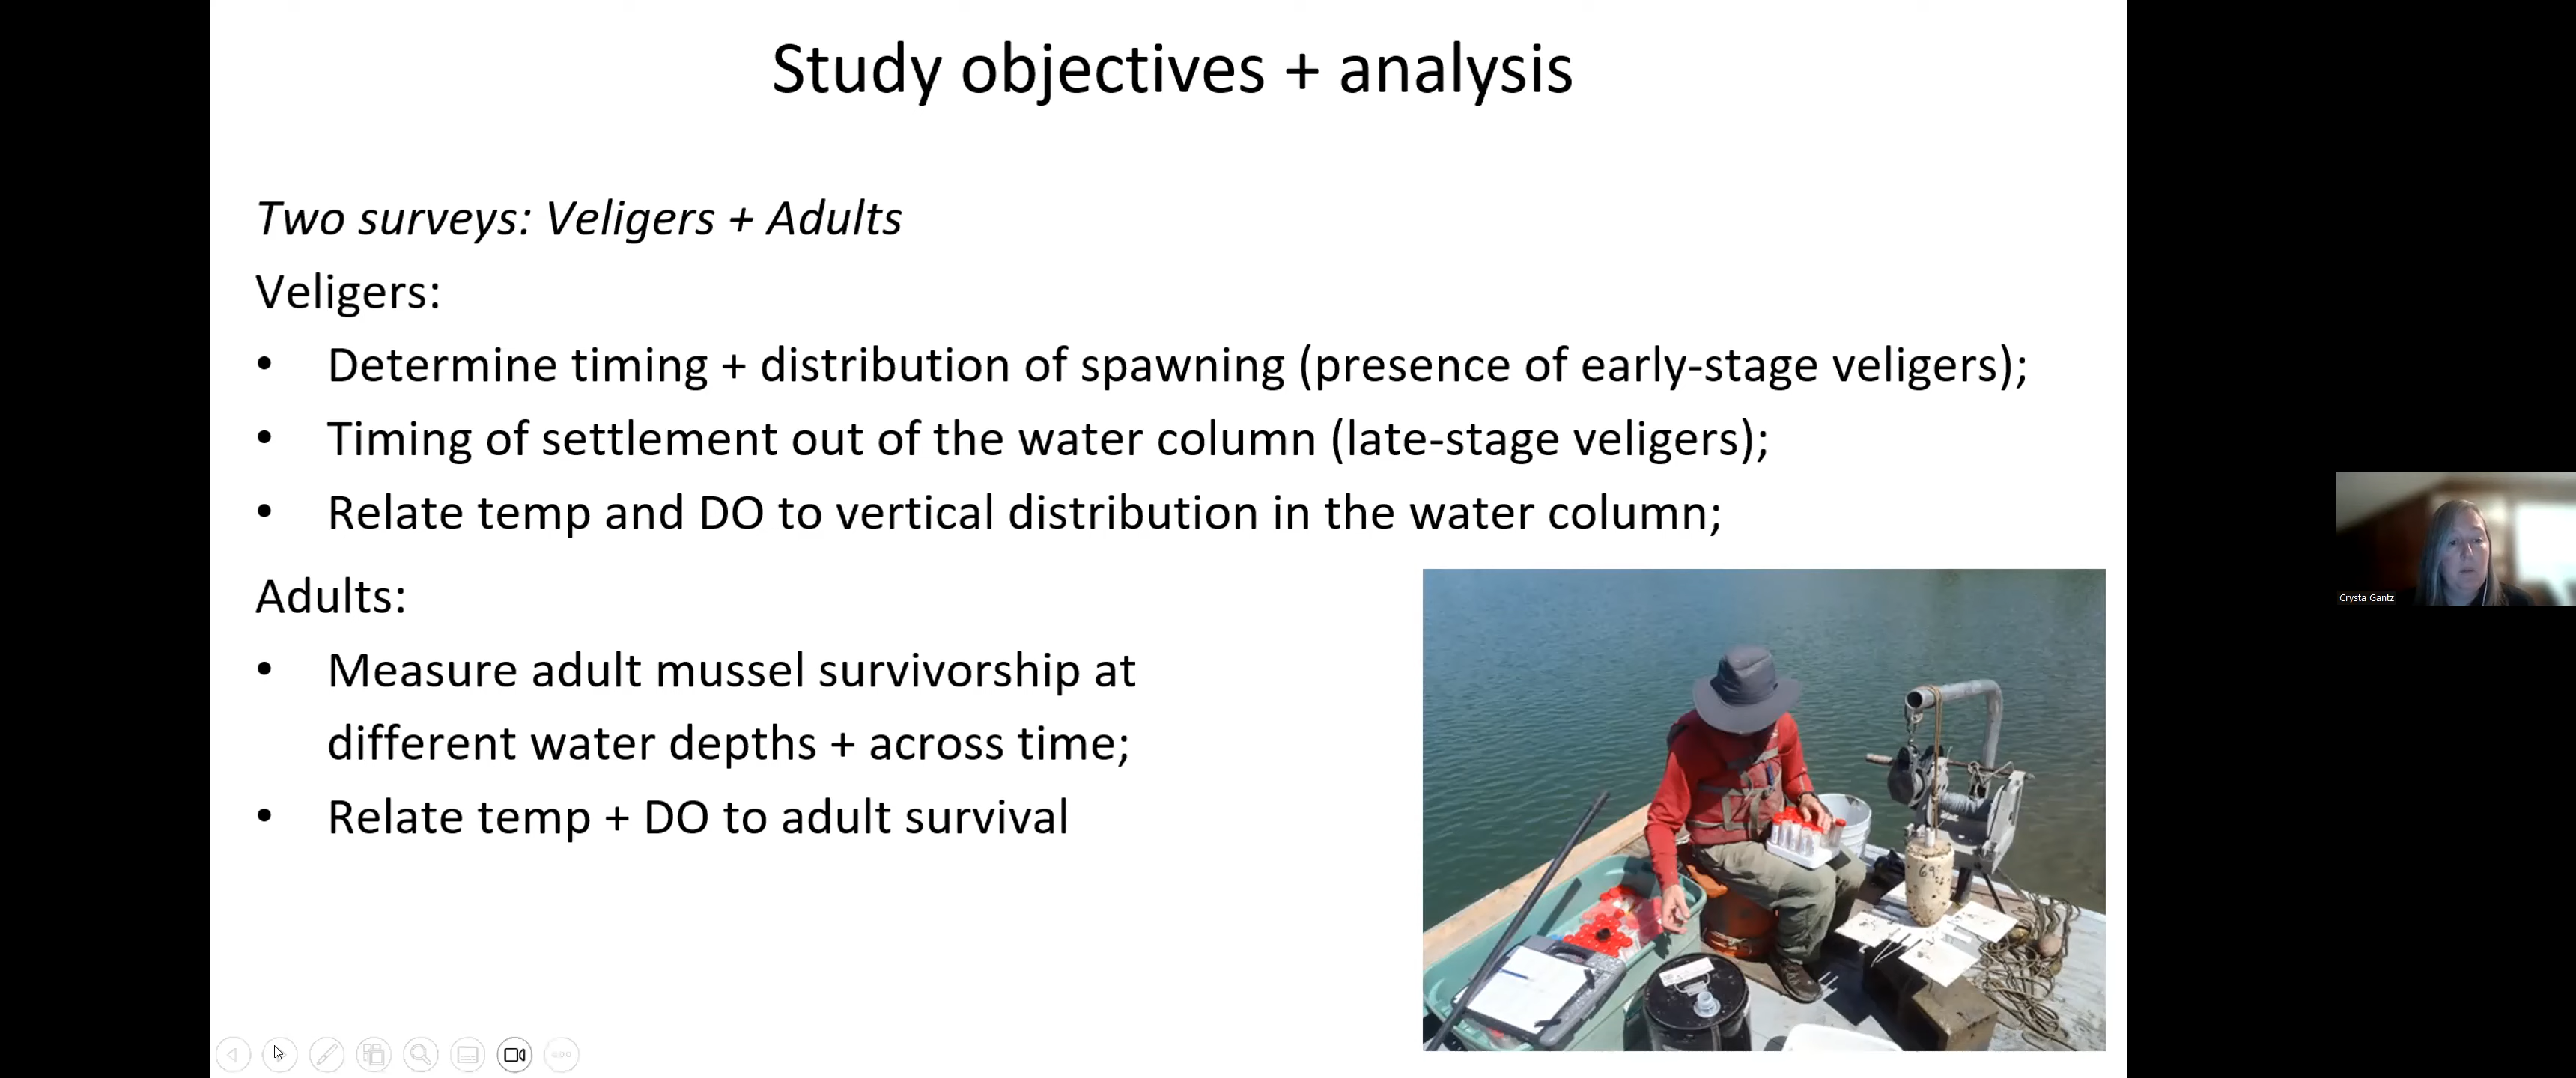 Study objectives + analysis
Two surveys: Veligers + Adults
Veligers:
• Determine timing + distribution of spawning (presence of early-stage veligers);
• Timing of settlement out of the water column (late-stage veligers);
• Relate temp and DO to vertical distribution in the water column;
Adults:
• Measure adult mussel survivorship at
different water depths + across time;
• Relate temp + DO to adult survival
69
Crysta Gantz